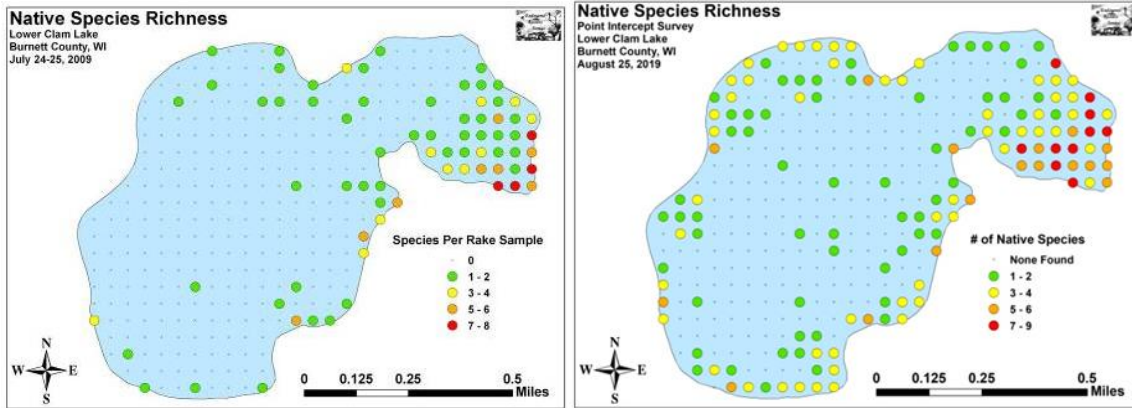 Native Species Richness
Lower Clam Lake
Burnett County, WI
July 24-25, 2009
Species Per Rake Sample
0
1 - 2
3 - 4
5 - 6
7 - 8
N
W E
S
0 0.125 0.25 0.5
Miles
Native Species Richness
Point Intercept Survey
Lower Clam Lake
Burnett County, WI
August 25, 2019
# of Native Species
None Found
1 - 2
3 - 4
5 - 6
7 - 9
N
W E
S
0 0.125 0.25 0.5
Miles